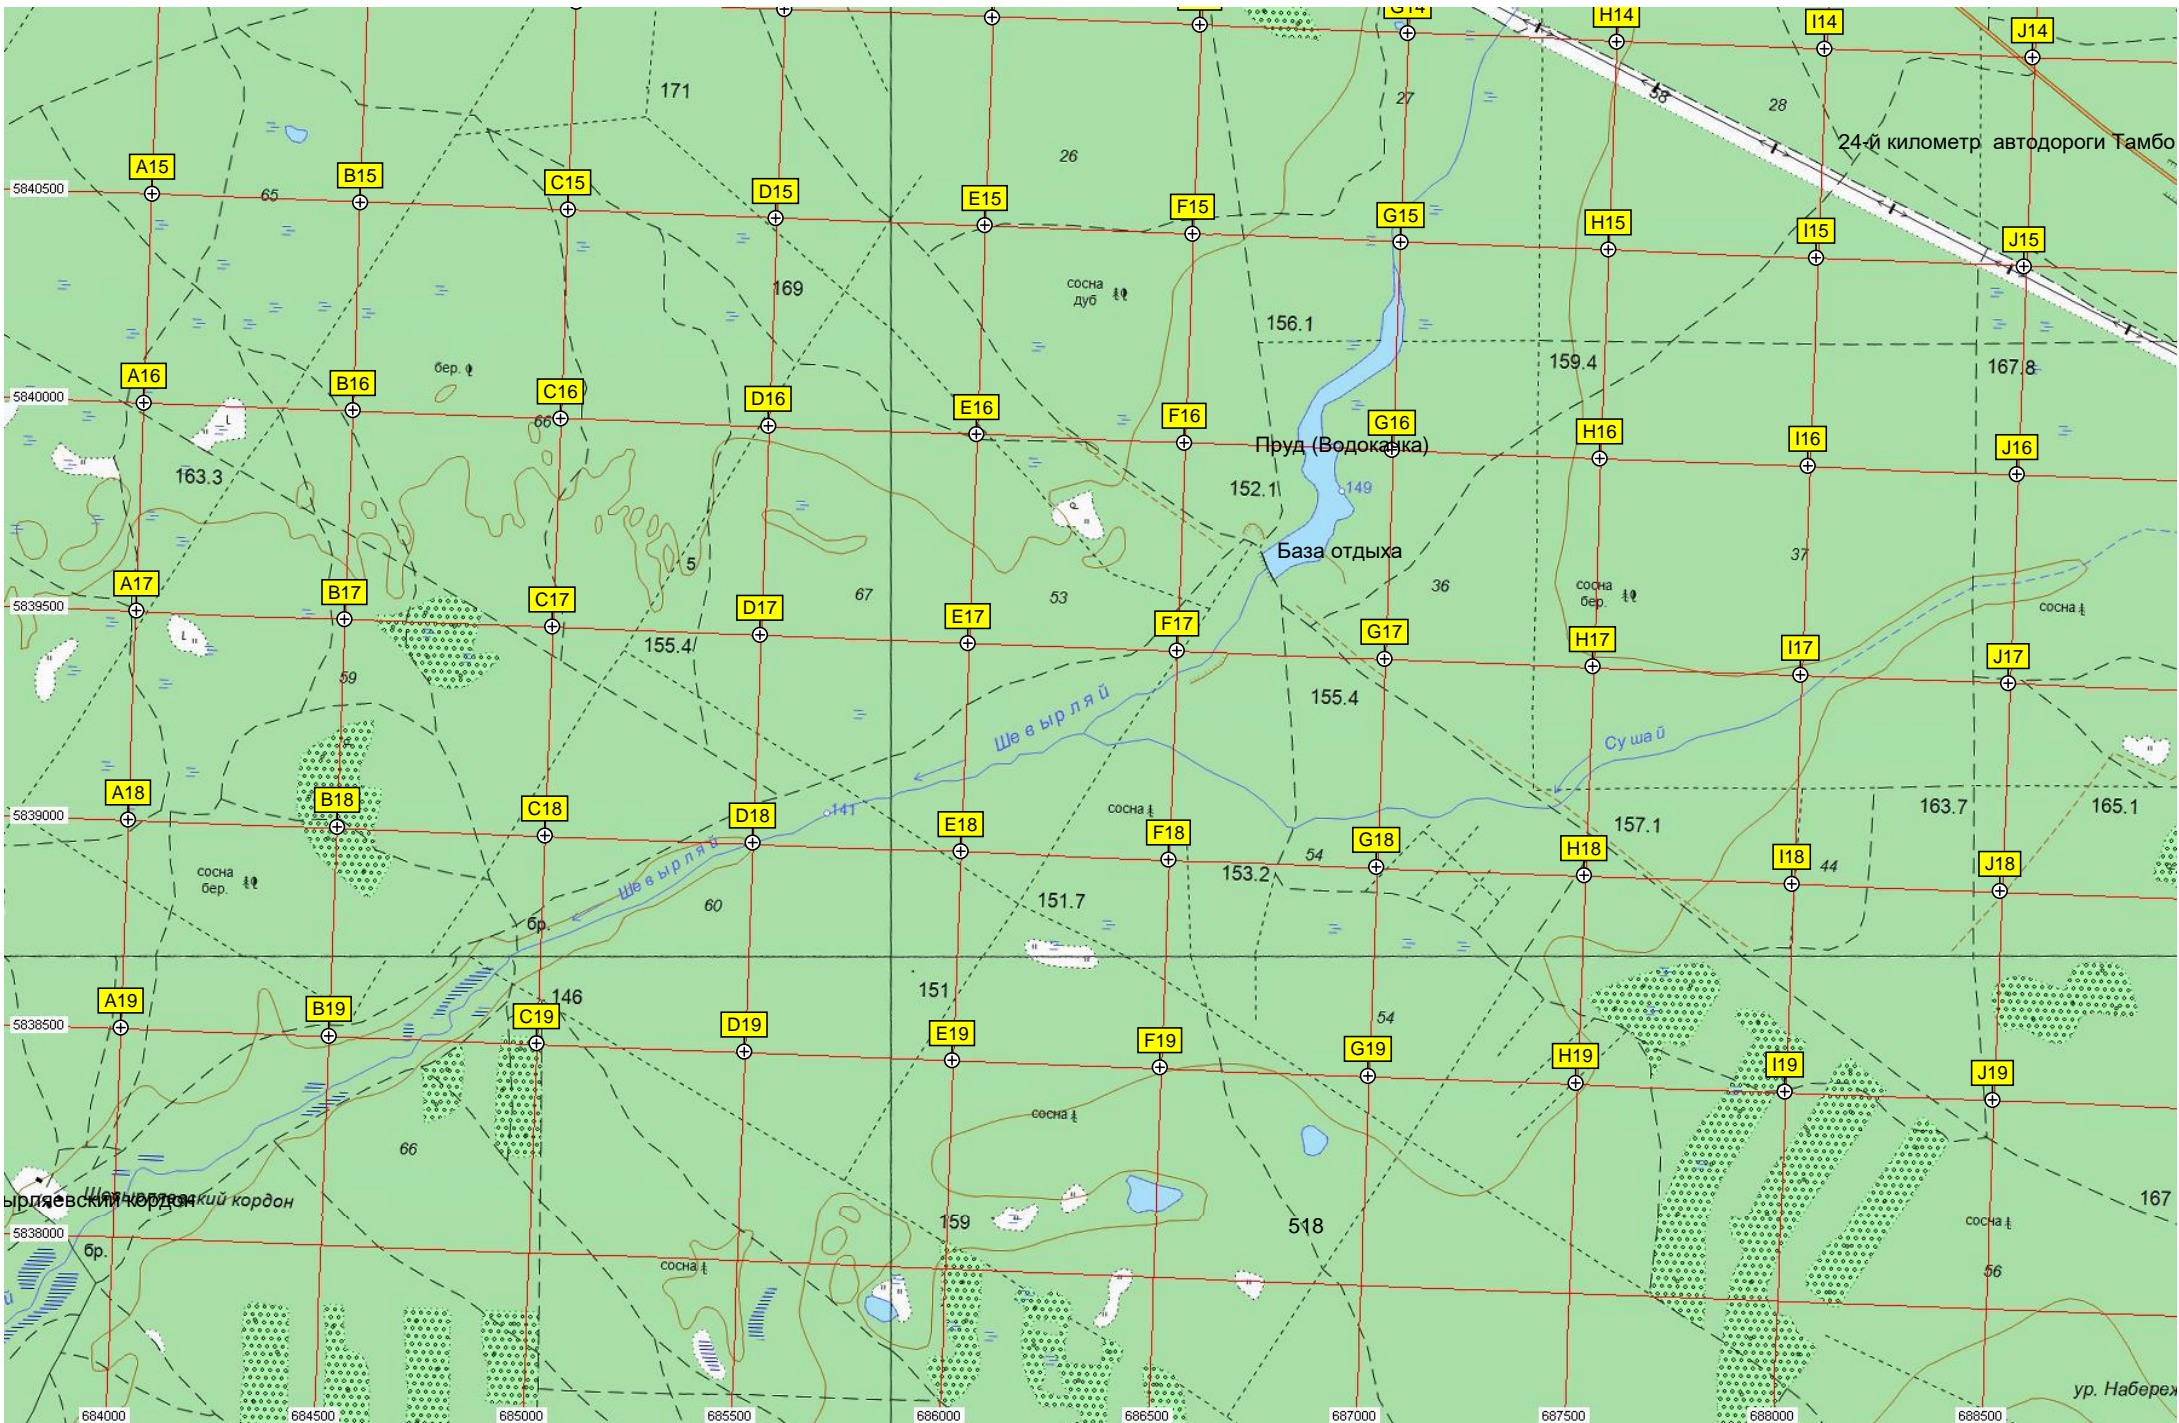 G14
H14
I14
J14
171
27
58
28
24-й километр автодороги Тамбо
26
A15
B15
C15
D15
E15
F15
G15
H15
I15
J15
5840500
65
169
сосна
дуб
156.1
159.4
167.8
бер.
A16
B16
C16
D16
E16
F16
G16
H16
I16
J16
5840000
66
Пруд (Водокачка)
163.3
152.1
149
База отдыха
5
37
A17
B17
C17
D17
E17
F17
G17
H17
I17
J17
5839500
67
53
36
сосна
бер.
сосна
155.4
59
155.4
Шевырляй
Сушай
A18
B18
C18
D18
E18
F18
G18
H18
I18
J18
5839000
141
сосна
157.1
163.7
165.1
54
44
153.2
Шевырляй
сосна
бер.
60
151.7
бр.
A19
B19
C19
D19
E19
F19
G19
H19
I19
J19
5838500
146
151
54
сосна
66
ырляевский кордон
Шевырляевский кордон
167
159
518
сосна
5838000
бр.
й
сосна
56
ур. Набереж
684000
684500
685000
685500
686000
686500
687000
687500
688000
688500